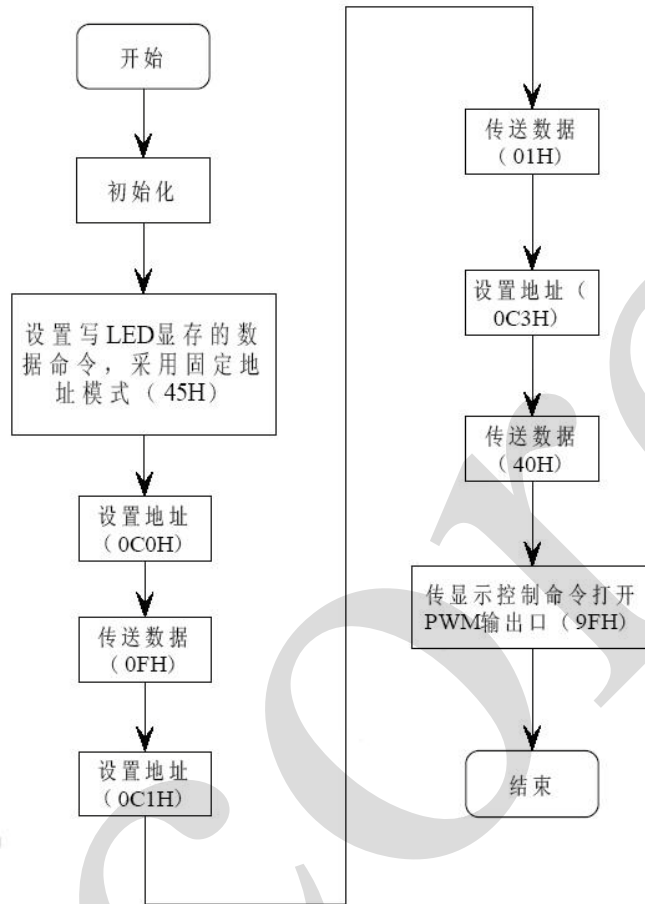 开始
初始化
设置写LED显存的数
据命令，采用固定地
址模式（45H）
设置地址
（0C0H）
传送数据
（0FH）
设置地址
（0C1H）
传送数据
（01H）
设置地址（
0C3H）
传送数据
（40H）
传显示控制命令打开
PWM输出口（9FH）
结束